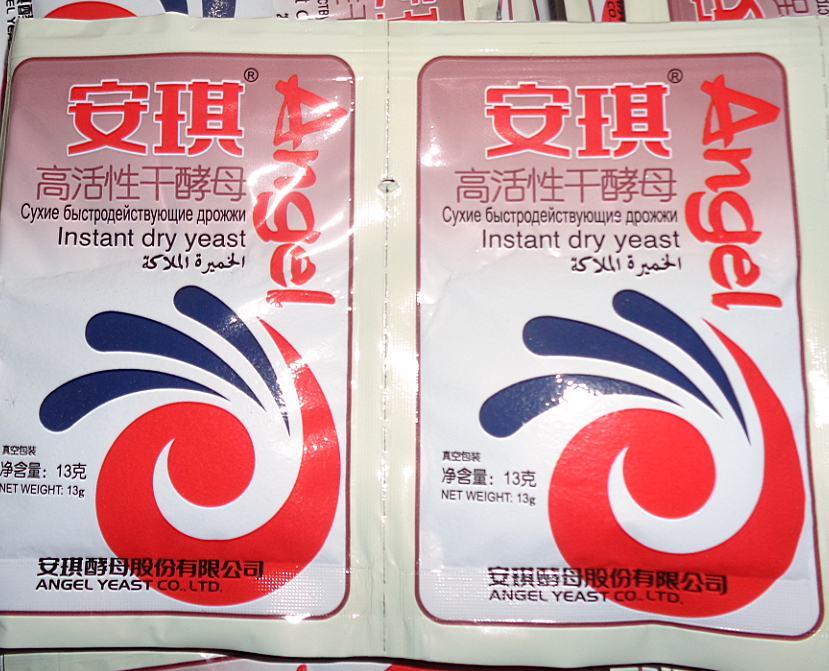 安琪®
Angel
高活性干酵母
Сухие быстродействующие дрожжи
Instant dry yeast
الخميرة الملاكة
真空包装
净含量：13克
NET WEIGHT: 13g
安琪酵母股份有限公司
ANGEL YEAST CO., LTD.
安琪®
Angel
高活性干酵母
Сухие быстродействующие дрожжи
Instant dry yeast
الخميرة الملاكة
真空包装
净含量：13克
NET WEIGHT: 13g
安琪酵母股份有限公司
ANGEL YEAST CO., LTD.